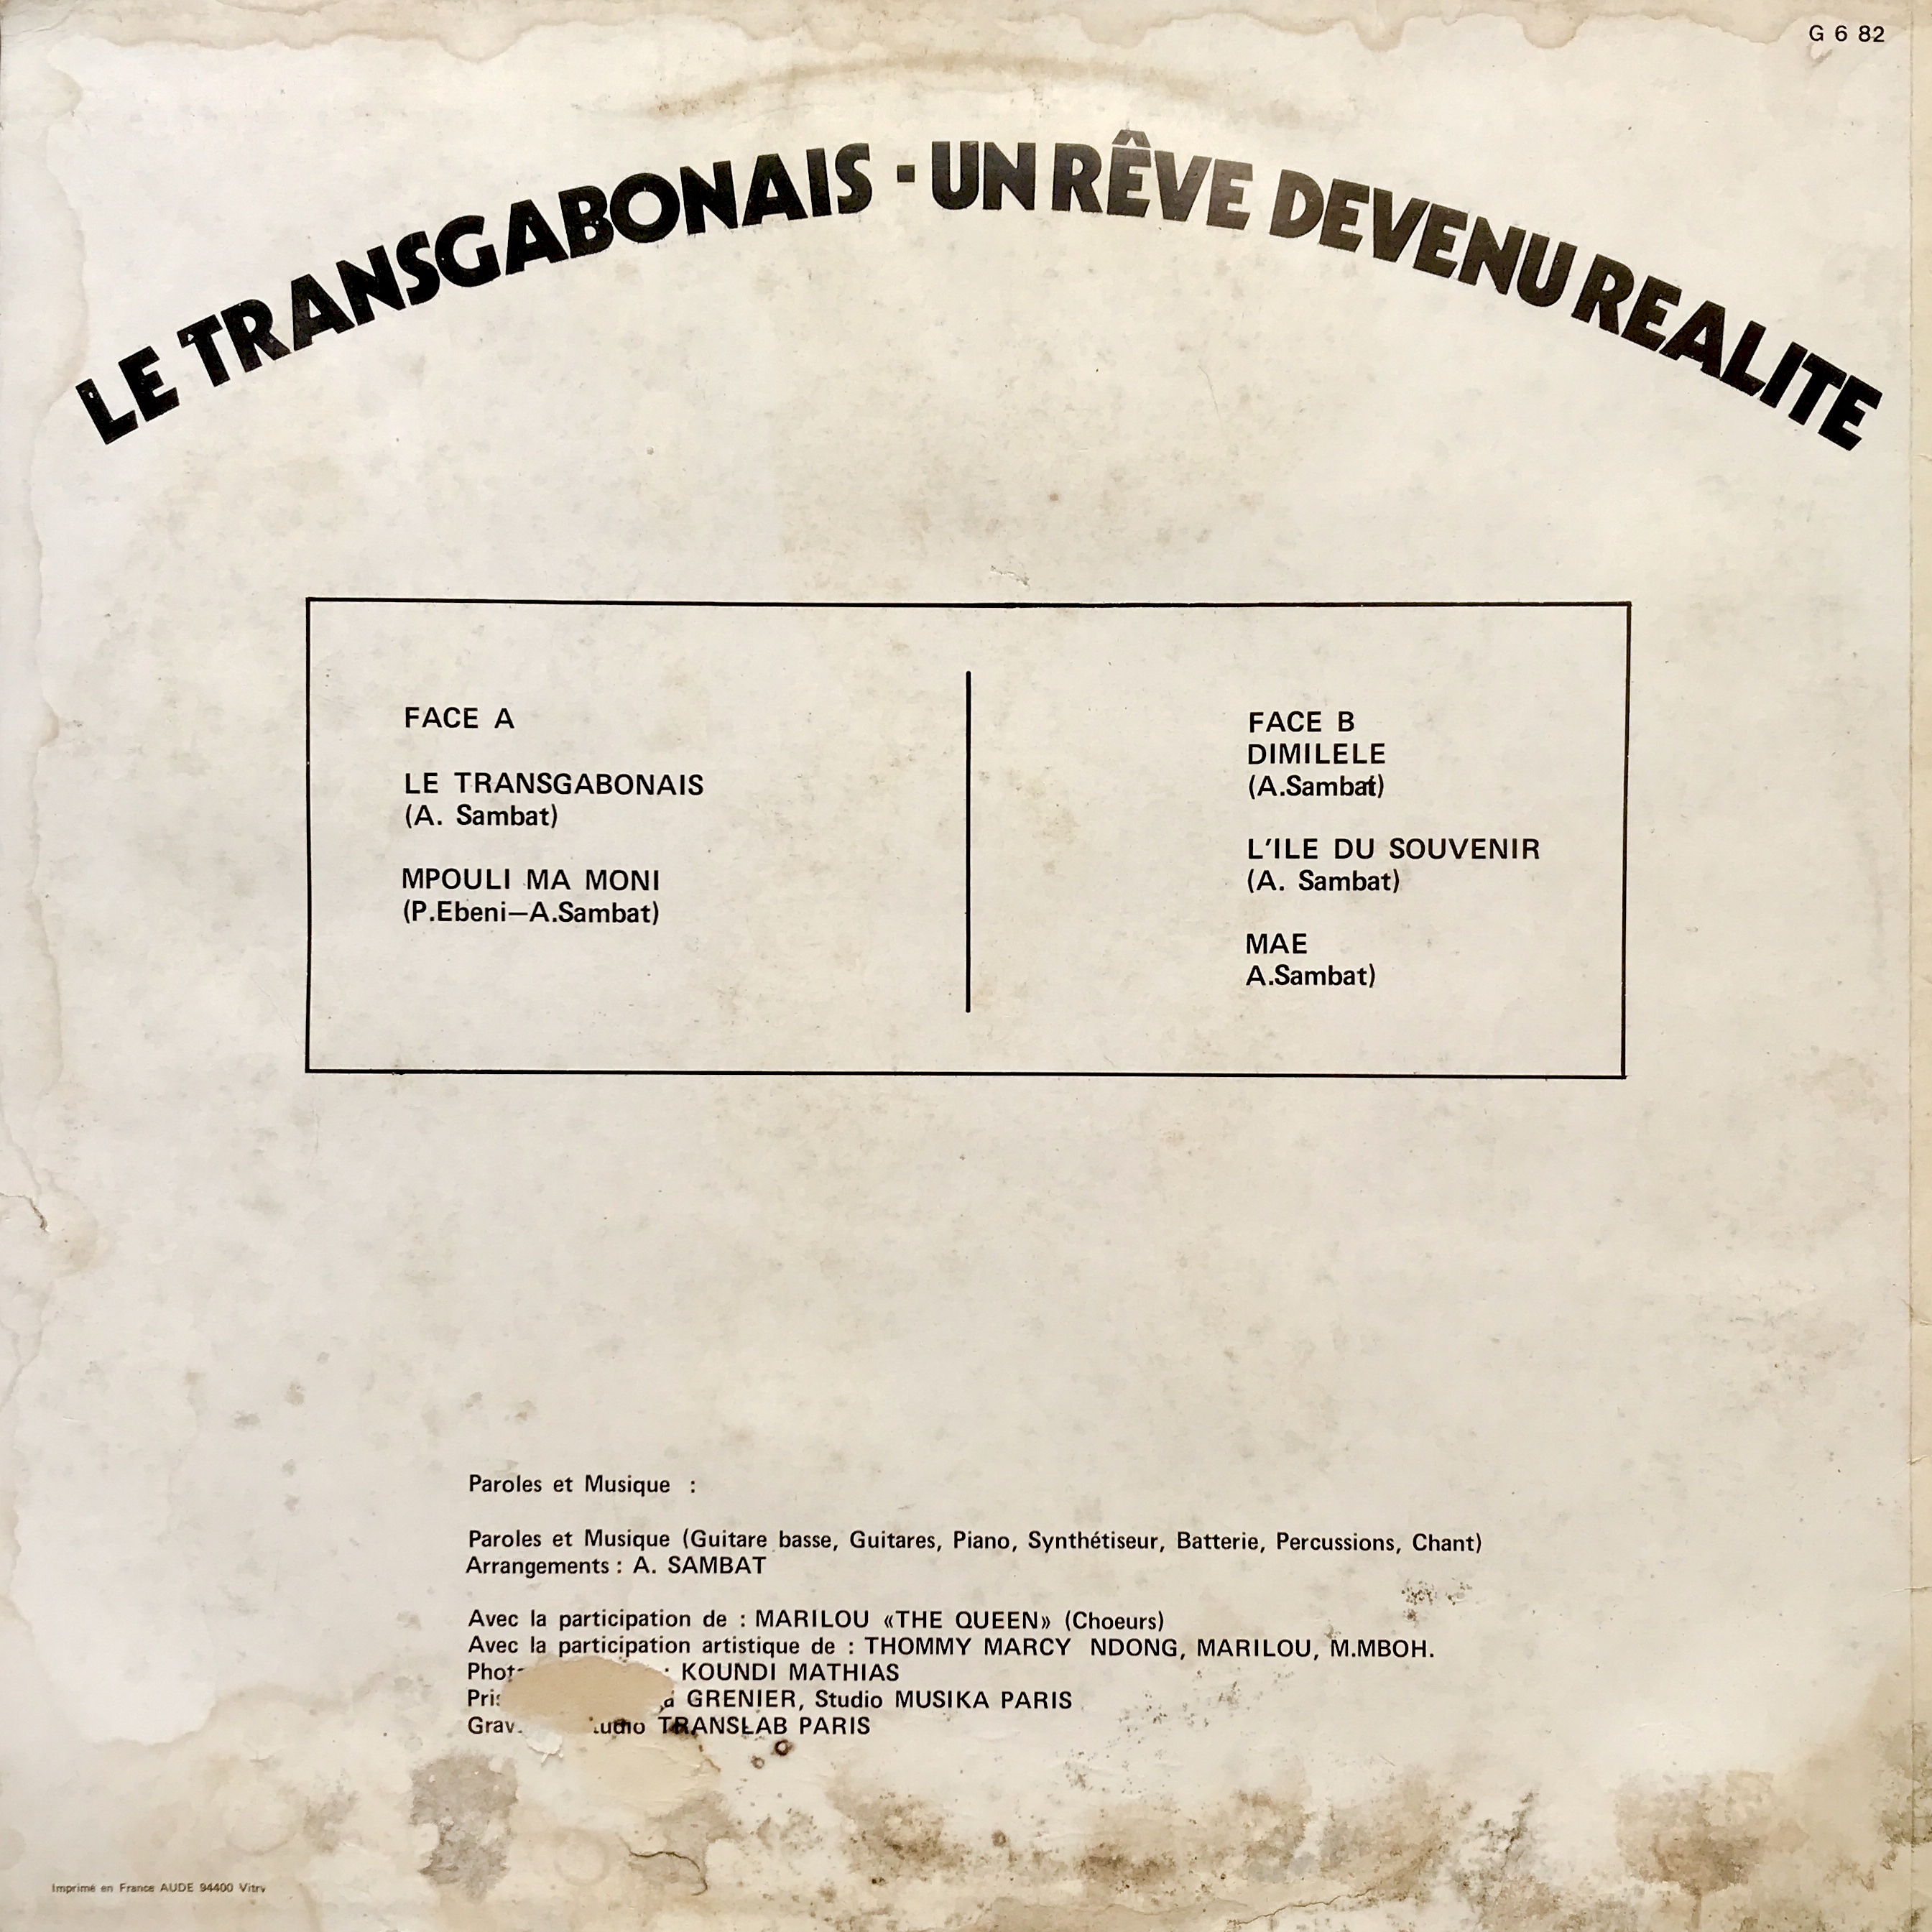 G 6 82
LE TRANSGABONAIS · UN RÊVE DEVENU REALITE
FACE A
LE TRANSGABONAIS
(A. Sambat)
MPOULI MA MONI
(P.Ebeni—A.Sambat)
FACE B
DIMILELE
(A.Sambat)
L'ILE DU SOUVENIR
(A. Sambat)
MAE
A.Sambat)
Paroles et Musique :
Paroles et Musique (Guitare basse, Guitares, Piano, Synthétiseur, Batterie, Percussions, Chant)
Arrangements : A. SAMBAT
Avec la participation de : MARILOU «THE QUEEN» (Choeurs)
Avec la participation artistique de : THOMMY MARCY NDONG, MARILOU, M.MBOH.
: KOUNDI MATHIAS
GRENIER, Studio MUSIKA PARIS
TRANSLAB PARIS
Imprimé en France AUDE 94400 Vitry